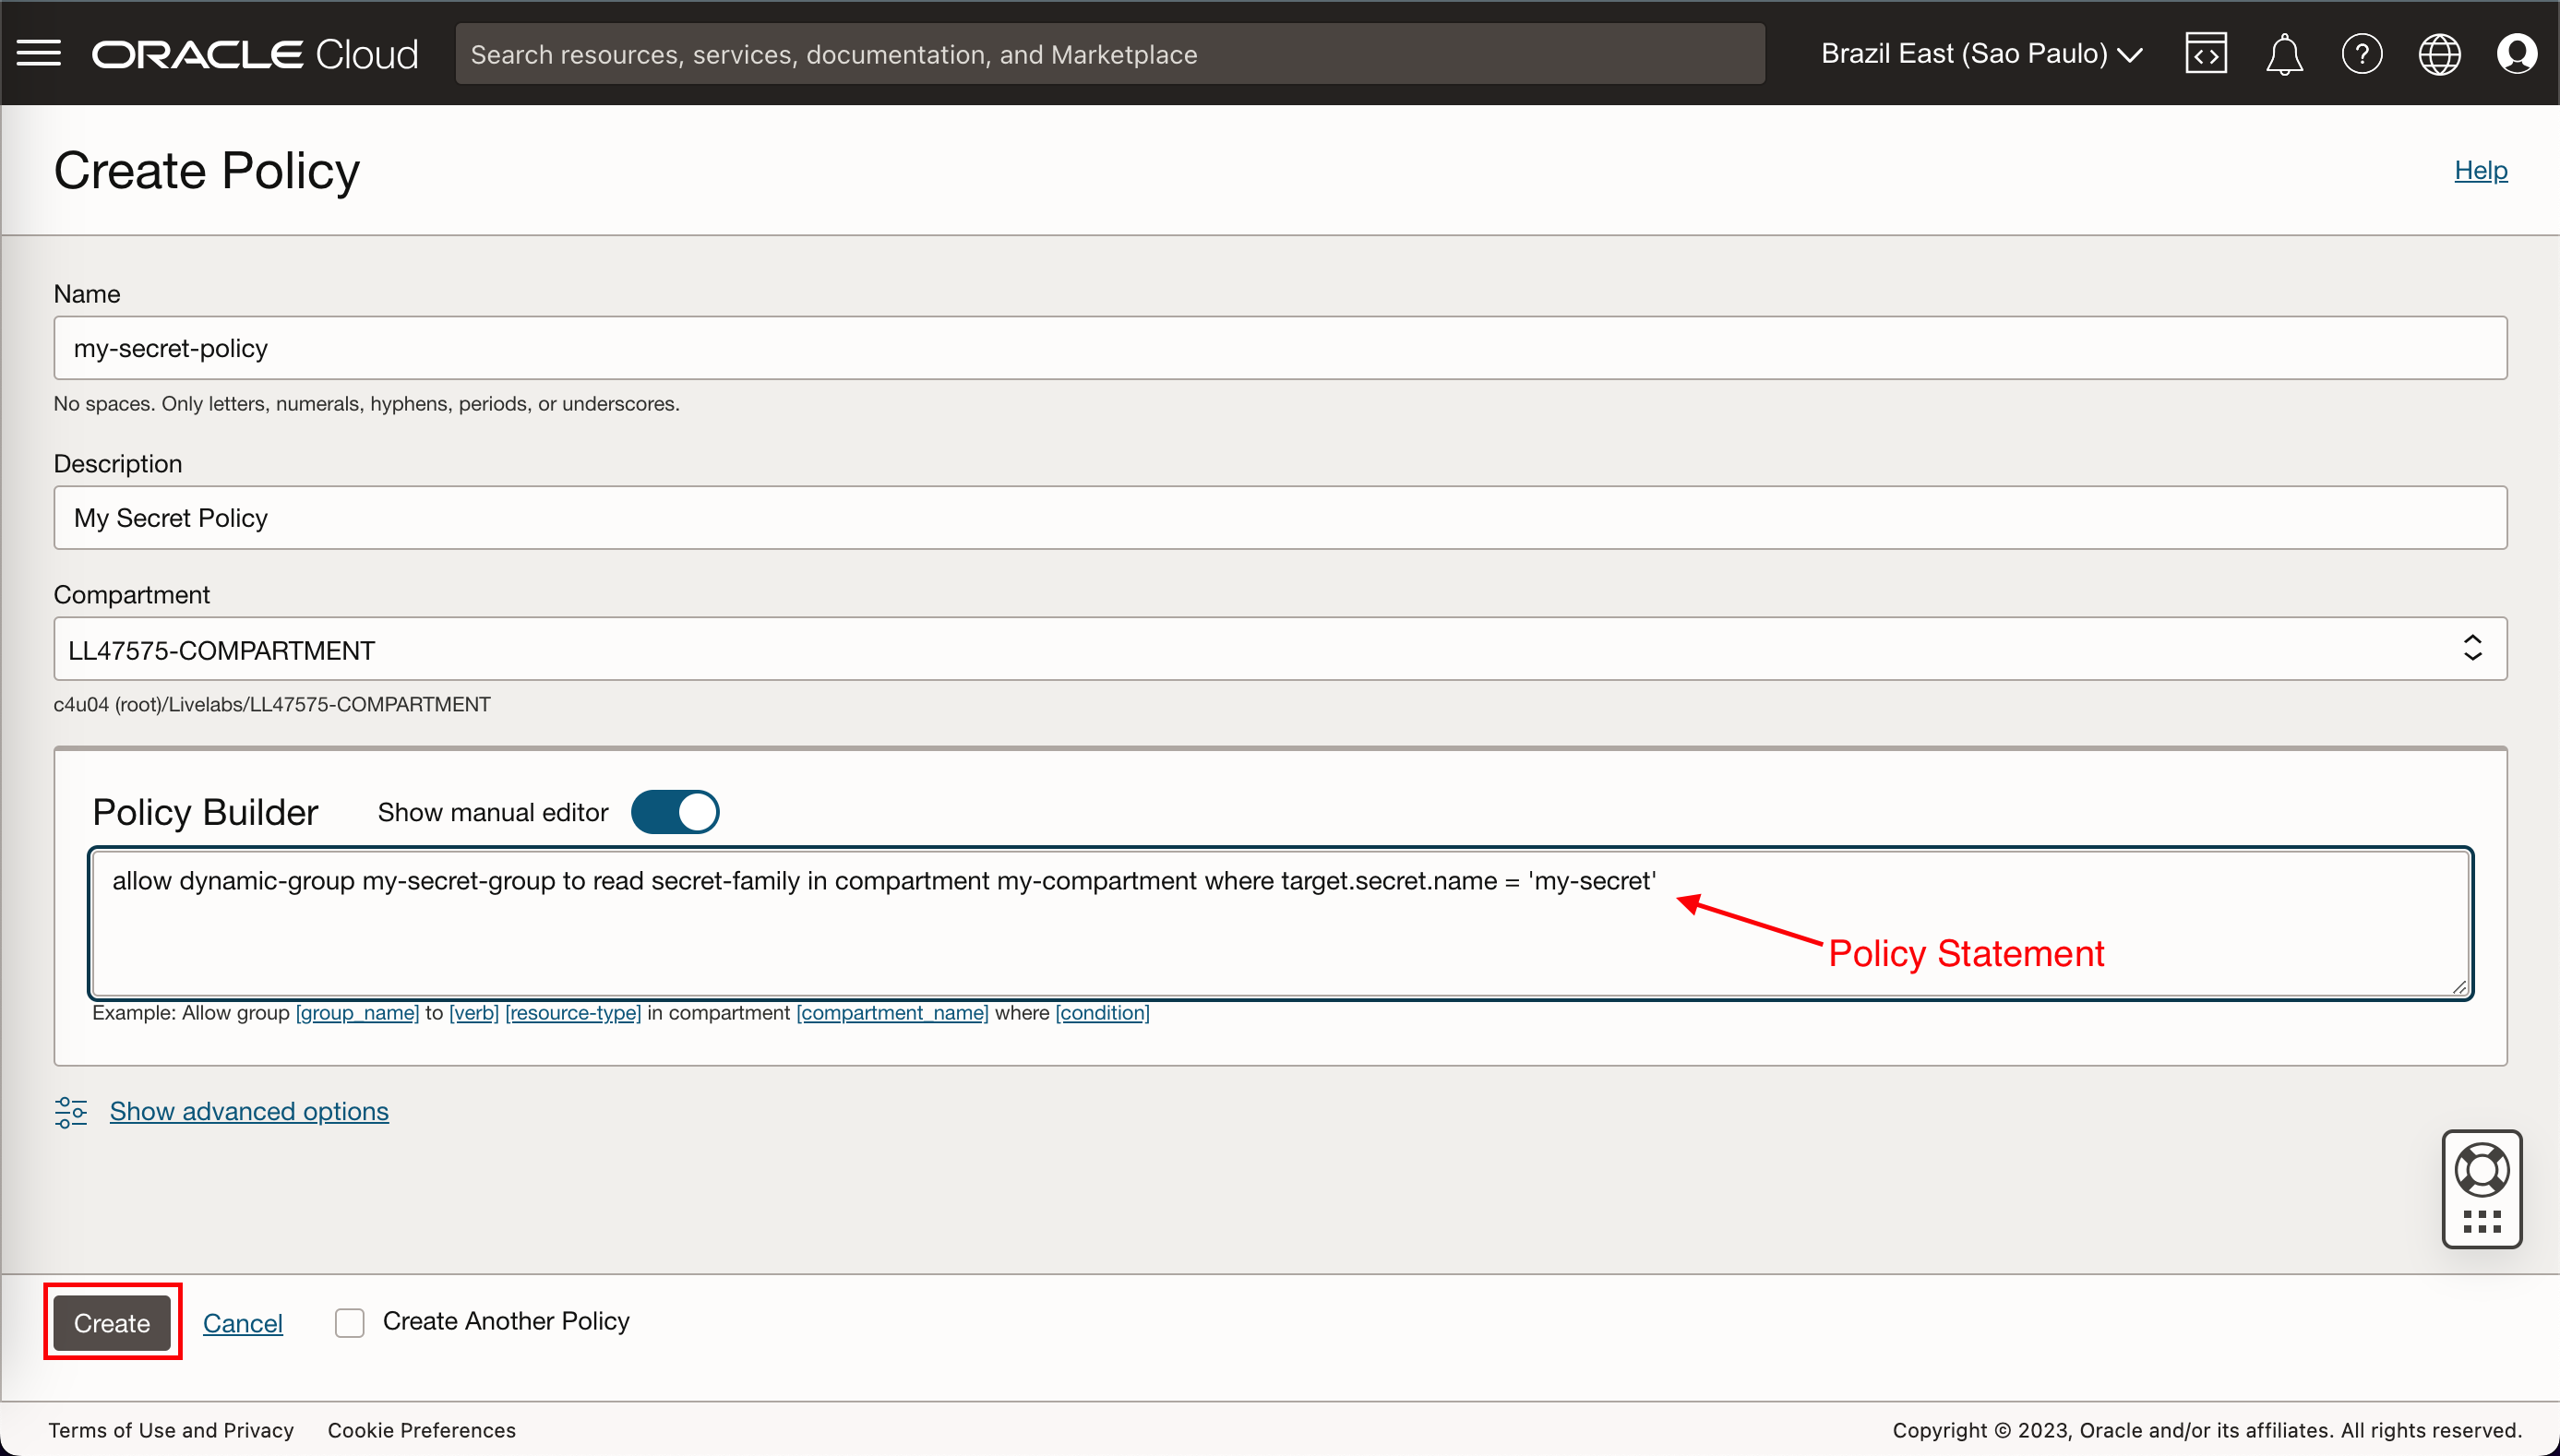 ORACLE Cloud
Search resources, services, documentation, and Marketplace
Brazil East (Sao Paulo)
Create Policy
Help
Name
my-secret-policy
No spaces. Only letters, numerals, hyphens, periods, or underscores.
Description
My Secret Policy
Compartment
LL47575-COMPARTMENT
c4u04 (root)/Livelabs/LL47575-COMPARTMENT
Policy Builder
Show manual editor
allow dynamic-group my-secret-group to read secret-family in compartment my-compartment where target.secret.name = 'my-secret'
Policy Statement
Example: Allow group [group_name] to [verb] [resource-type] in compartment [compartment_name] where [condition]
Show advanced options
Create
Cancel
Create Another Policy
Terms of Use and Privacy
Cookie Preferences
Copyright © 2023, Oracle and/or its affiliates. All rights reserved.